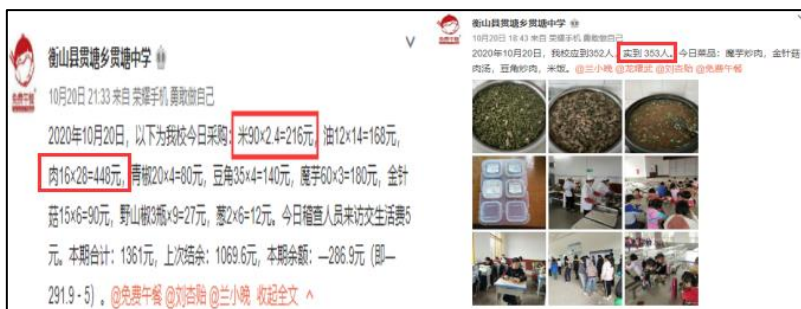 衡山县贯塘乡贯塘中学
10月20日 21:33 来自 荣耀手机 勇敢做自己
2020年10月20日，以下为我校今日采购：米90×2.4=216元，油12×14=168元，
肉16×28=448元，青椒20×4=80元，豆角35×4=140元，魔芋60×3=180元，金针
菇15×6=90元，野山椒3瓶×9=27元，葱2×6=12元。今日稽查人员来访交生活费5
元。本期合计：1361元，上次结余：1069.6元，本期余额：—286.9元（即—
291.9 - 5）。@免费午餐 @刘杏贻 @兰小晚 收起全文 ^
免费午餐
衡山县贯塘乡贯塘中学
10月20日 18:43 来自 荣耀手机 勇敢做自己
2020年10月20日，我校应到352人，实到 353人。今日菜品：魔芋炒肉，金针菇
肉汤，豆角炒肉，米饭。@兰小晚 @龙曙武 @刘杏贻 @免费午餐